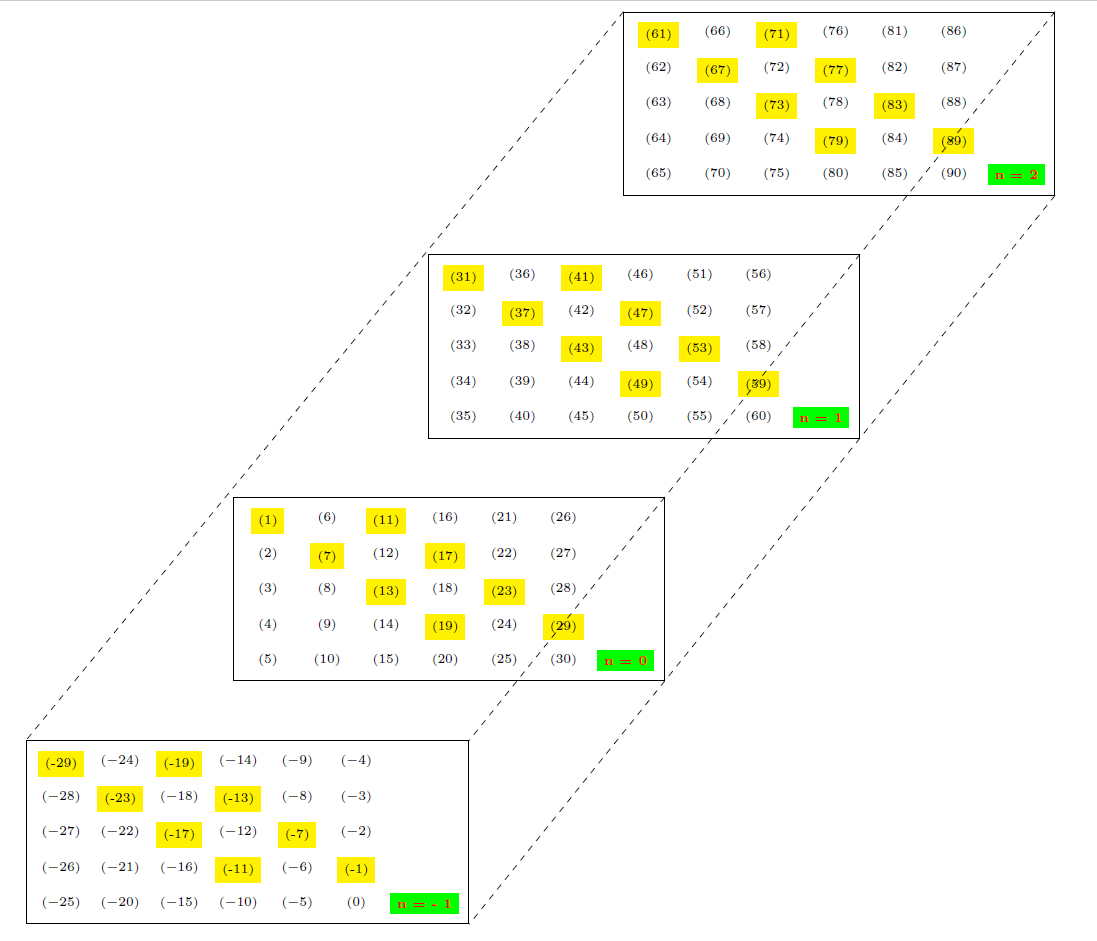 (61) (66) (71) (76) (81) (86)
(62) (67) (72) (77) (82) (87)
(63) (68) (73) (78) (83) (88)
(64) (69) (74) (79) (84) (89)
(65) (70) (75) (80) (85) (90) n = 2
(31) (36) (41) (46) (51) (56)
(32) (37) (42) (47) (52) (57)
(33) (38) (43) (48) (53) (58)
(34) (39) (44) (49) (54) (59)
(35) (40) (45) (50) (55) (60) n = 1
(1) (6) (11) (16) (21) (26)
(2) (7) (12) (17) (22) (27)
(3) (8) (13) (18) (23) (28)
(4) (9) (14) (19) (24) (29)
(5) (10) (15) (20) (25) (30) n = 0
(-29) (−24) (-19) (−14) (−9) (−4)
(−28) (-23) (−18) (-13) (−8) (−3)
(−27) (−22) (-17) (−12) (-7) (−2)
(−26) (−21) (−16) (-11) (−6) (-1)
(−25) (−20) (−15) (−10) (−5) (0) n = - 1